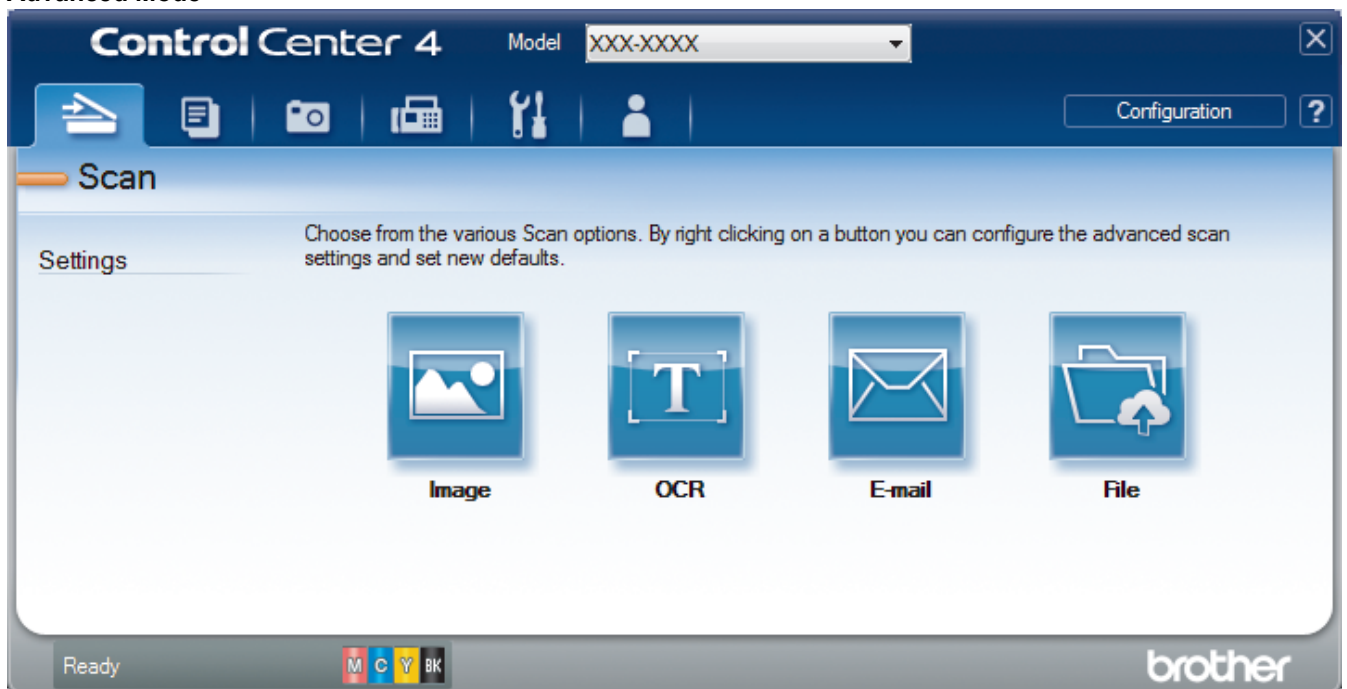 Advanced Mode
Control Center 4 Model XXX-XXXX
Configuration ?
Scan
Settings
Choose from the various Scan options. By right clicking on a button you can configure the advanced scan
settings and set new defaults.
T
Image OCR E-mail File
Ready M C Y BK brother